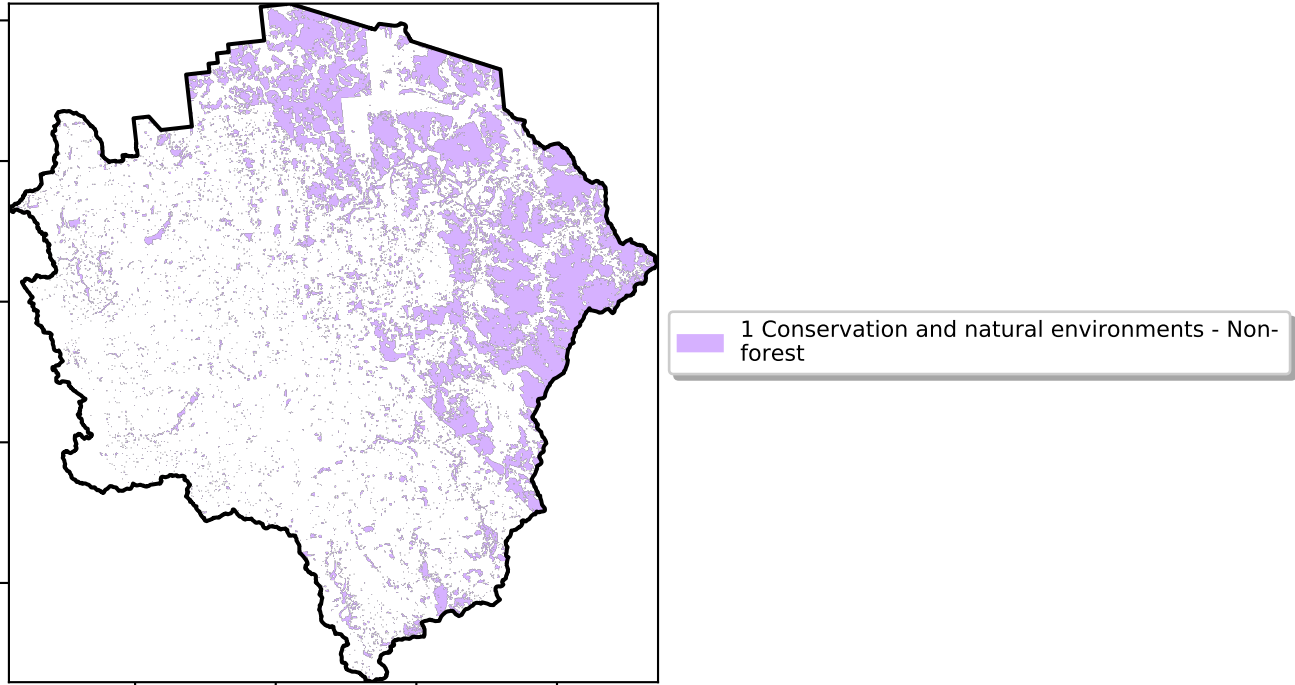 1 Conservation and natural environments - Non-
forest